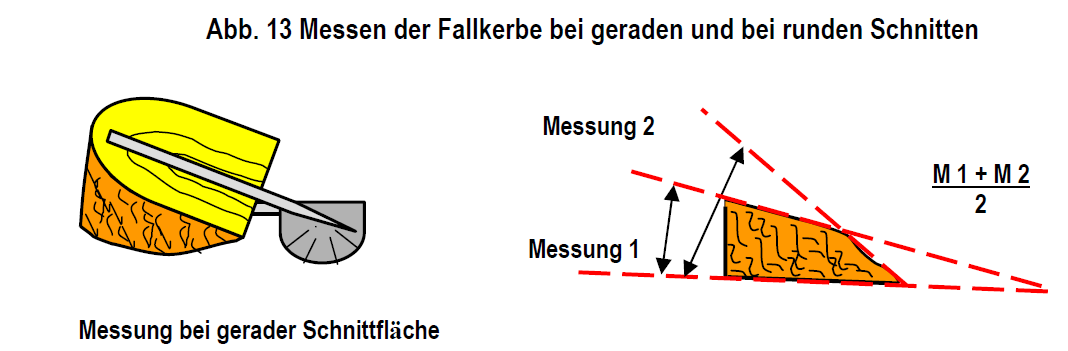 Abb. 13 Messen der Fallkerbe bei geraden und bei runden Schnitten
Messung 2
M 1 + M 2
2
Messung 1
Messung bei gerader Schnittfläche